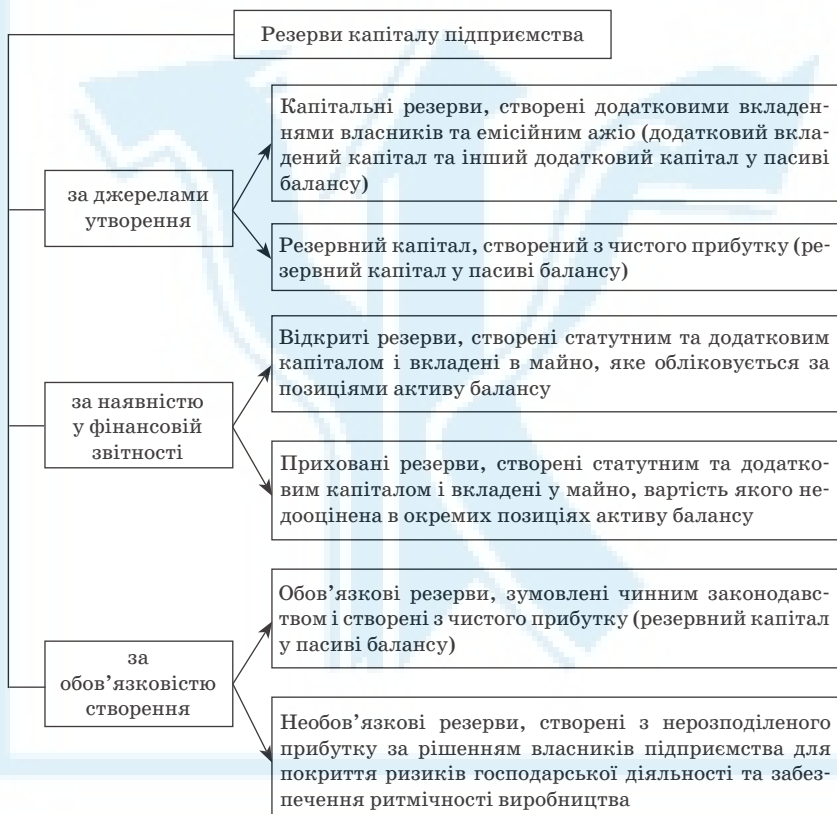 Резерви капіталу підприємства
Капітальні резерви, створені додатковими вкладен-
нями власників та емісійним ажіо (додатковий вкла-
дений капітал та інший додатковий капітал у пасиві
балансу)
за джерелами
утворення
Резервний капітал, створений з чистого прибутку (ре-
зервний капітал у пасиві балансу)
Відкриті резерви, створені статутним та додатковим
капіталом і вкладені в майно, яке обліковується за
позиціями активу балансу
за наявністю
у фінансовій
звітності
Приховані резерви, створені статутним та додатко-
вим капіталом і вкладені у майно, вартість якого не-
дооцінена в окремих позиціях активу балансу
Обов’язкові резерви, зумовлені чинним законодавс-
твом і створені з чистого прибутку (резервний капітал
у пасиві балансу)
за
обов’язковістю
створення
Необов’язкові резерви, створені з нерозподіленого
прибутку за рішенням власників підприємства для
покриття ризиків господарської діяльності та забез-
печення ритмічності виробництва